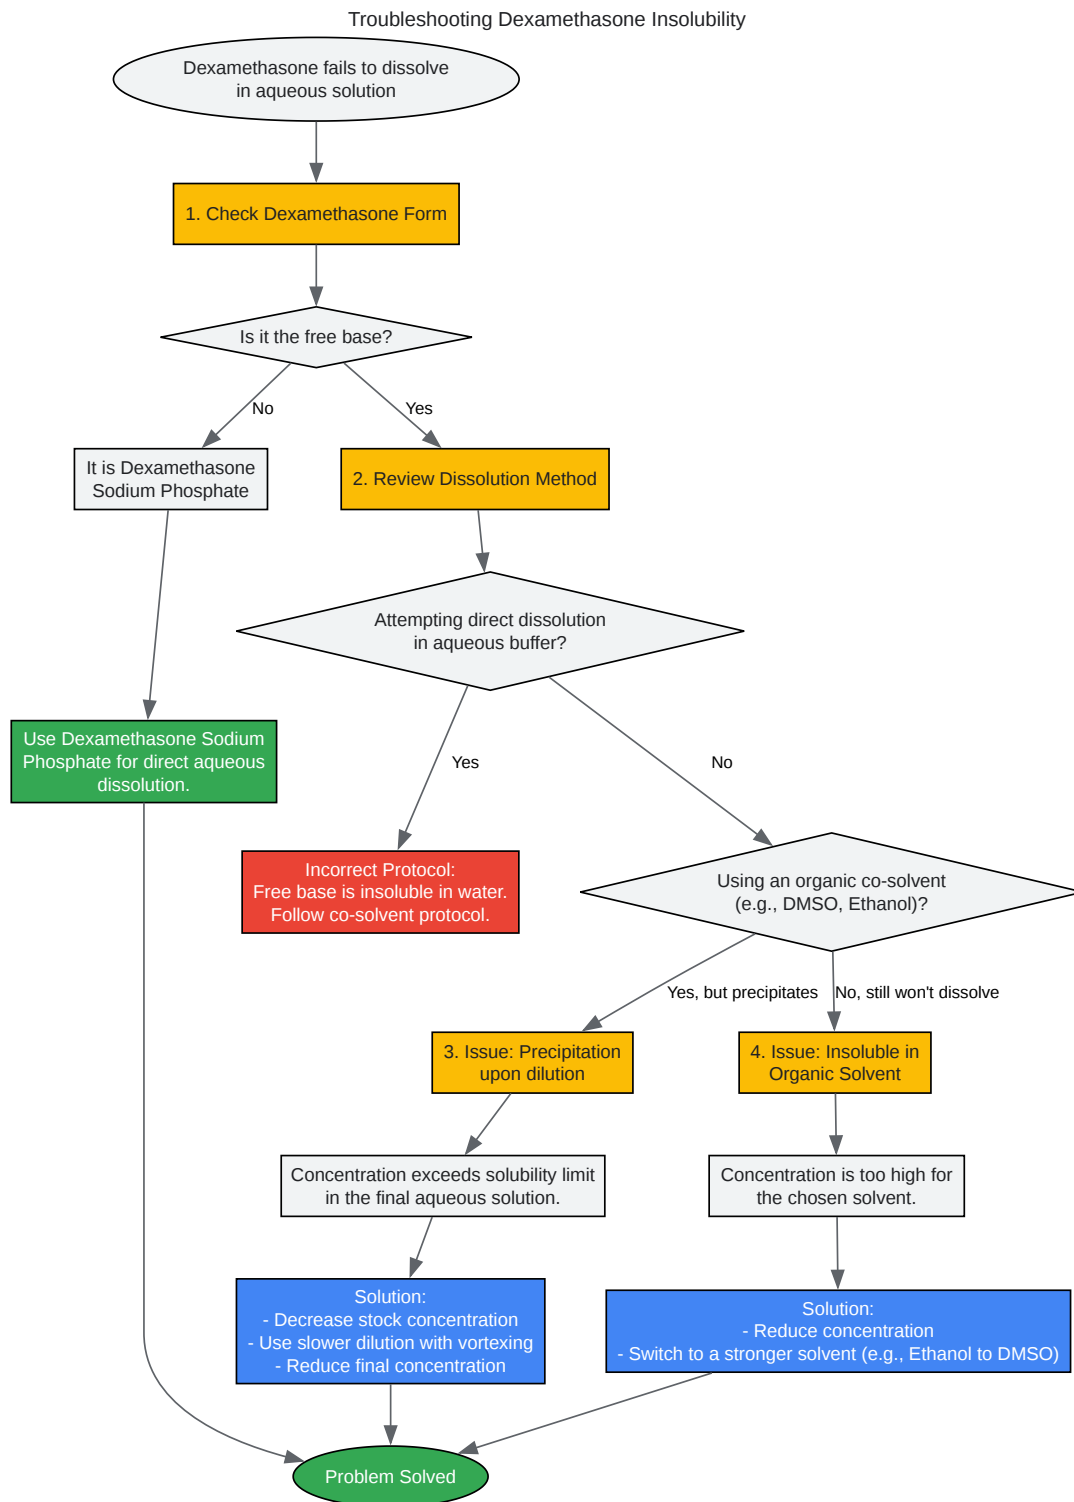 Troubleshooting Dexamethasone Insolubility
Dexamethasone fails to dissolve
in aqueous solution
1. Check Dexamethasone Form
Is it the free base?
No
Yes
It is Dexamethasone
Sodium Phosphate
2. Review Dissolution Method
Attempting direct dissolution
in aqueous buffer?
Use Dexamethasone Sodium
Phosphate for direct aqueous
dissolution.
Yes
No
Incorrect Protocol:
Free base is insoluble in water.
Follow co-solvent protocol.
Using an organic co-solvent
(e.g., DMSO, Ethanol)?
Yes, but precipitates
No, still won't dissolve
3. Issue: Precipitation
upon dilution
4. Issue: Insoluble in
Organic Solvent
Concentration exceeds solubility limit
in the final aqueous solution.
Concentration is too high for
the chosen solvent.
Solution:
- Decrease stock concentration
- Use slower dilution with vortexing
- Reduce final concentration
Solution:
- Reduce concentration
- Switch to a stronger solvent (e.g., Ethanol to DMSO)
Problem Solved